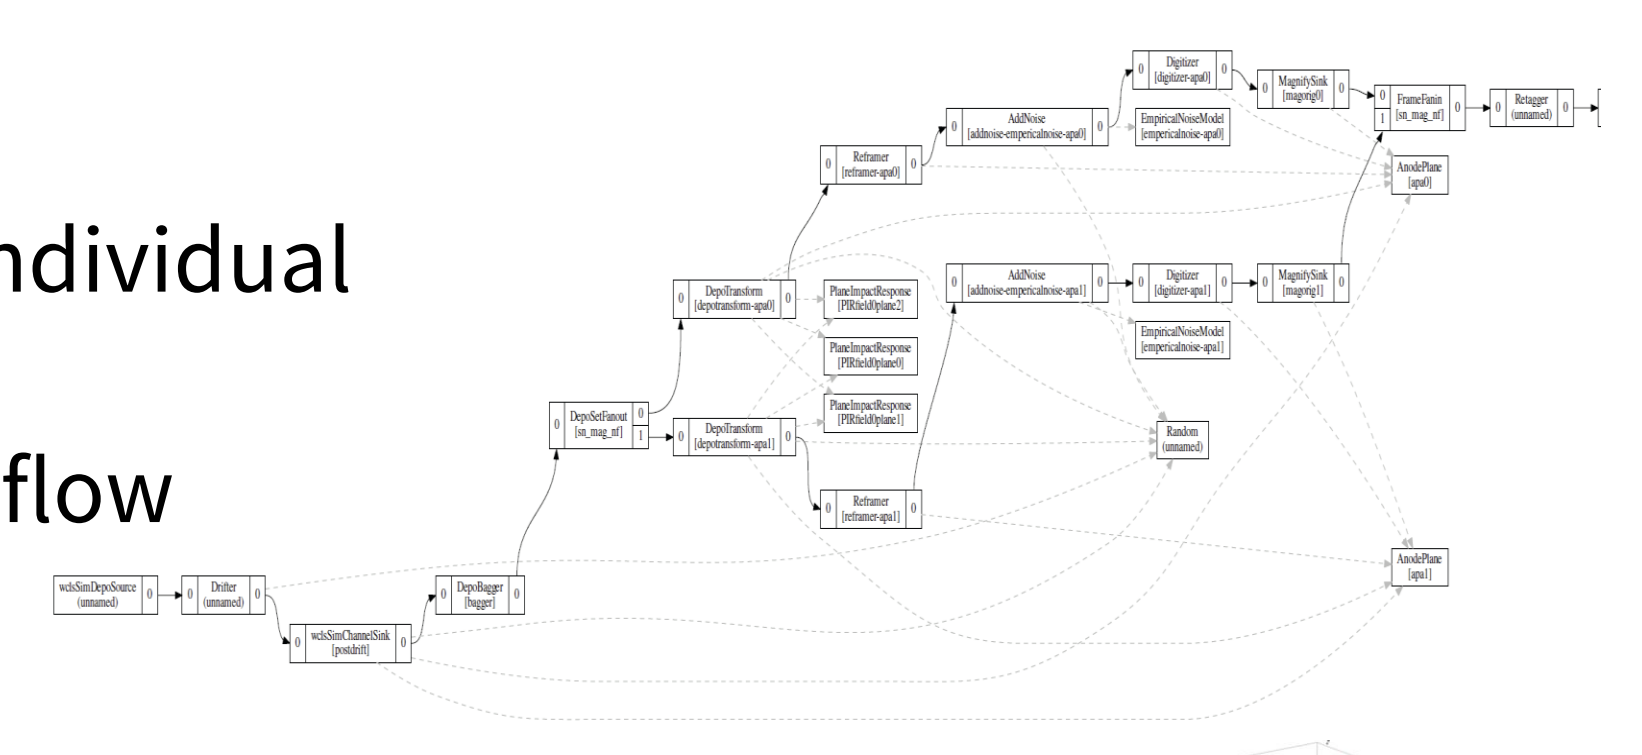 ndividual
flow
wclsSimDepoSource
(unnamed)
0
0
Drifter
(unnamed)
0
0
wclsSimChannelSink
[postdrift]
0
0
DepoBagger
[bagger]
0
0
DepoSetFanout
[sn_mag_nf]
0
1
0
DepoTransform
[depotransform-apa0]
0
0
DepoTransform
[depotransform-apa1]
0
PlaneImpactResponse
[PIRfield0plane2]
PlaneImpactResponse
[PIRfield0plane0]
PlaneImpactResponse
[PIRfield0plane1]
0
Reframer
[reframer-apa0]
0
0
Reframer
[reframer-apa1]
0
0
AddNoise
[addnoise-empericalnoise-apa0]
0
0
AddNoise
[addnoise-empericalnoise-apa1]
0
0
Digitizer
[digitizer-apa0]
0
EmpiricalNoiseModel
[empericalnoise-apa0]
0
Digitizer
[digitizer-apa1]
0
EmpiricalNoiseModel
[empericalnoise-apa1]
Random
(unnamed)
0
MagnifySink
[magorig0]
0
0
MagnifySink
[magorig1]
0
0
1
FrameFanin
[sn_mag_nf]
0
0
Retagger
(unnamed)
0
AnodePlane
[apa0]
AnodePlane
[apa1]